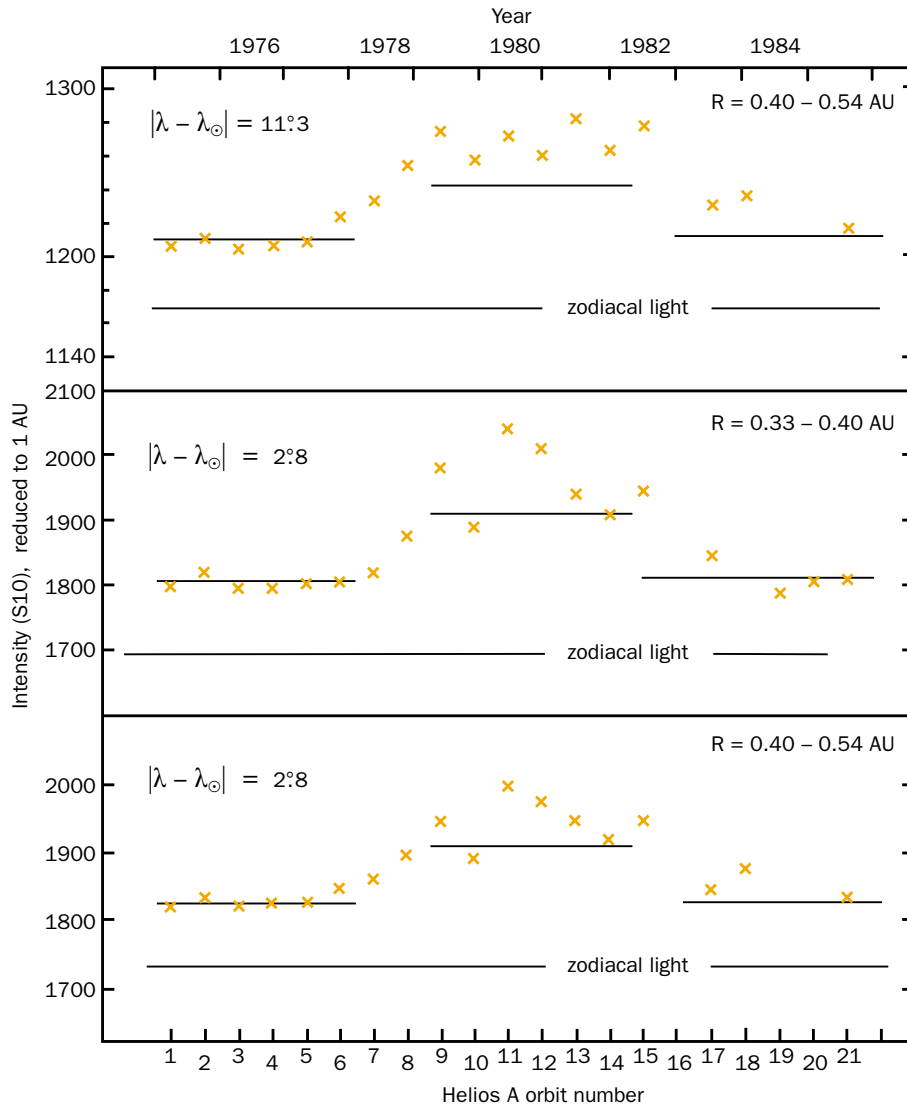 Year
1976 1978 1980 1982 1984
1300
|λ – λ☉| = 11°.3
R = 0.40 – 0.54 AU
1200
zodiacal light
1140
2100
R = 0.33 – 0.40 AU
2000
|λ – λ☉| = 2°.8
1900
1800
1700
zodiacal light
R = 0.40 – 0.54 AU
|λ – λ☉| = 2°.8
2000
1900
1800
zodiacal light
1700
Intensity (S10), reduced to 1 AU
1 2 3 4 5 6 7 8 9 10 11 12 13 14 15 16 17 18 19 20 21
Helios A orbit number